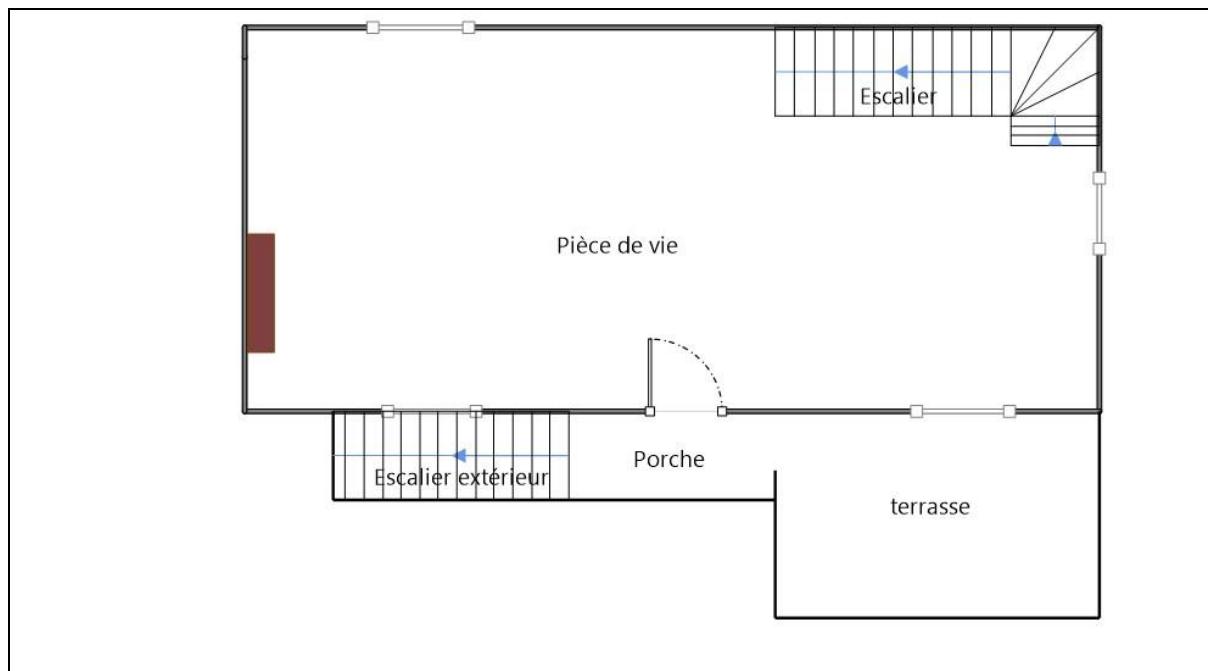 Escalier
Pièce de vie
Porche
Escalier extérieur
terrasse